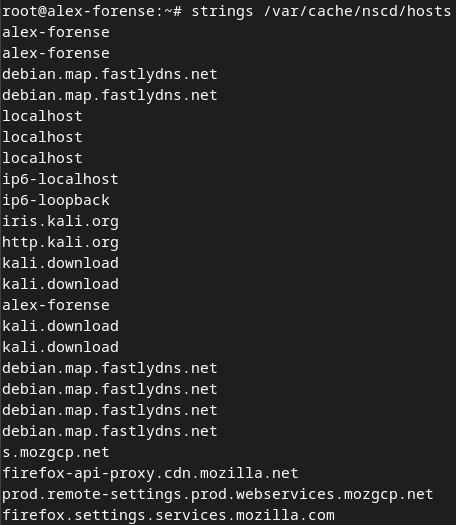 root@alex-forense:~# strings /var/cache/nscd/hosts
alex-forense
alex-forense
debian.map.fastlydns.net
debian.map.fastlydns.net
localhost
localhost
localhost
ip6-localhost
ip6-loopback
iris.kali.org
http.kali.org
kali.download
kali.download
alex-forense
kali.download
kali.download
debian.map.fastlydns.net
debian.map.fastlydns.net
debian.map.fastlydns.net
debian.map.fastlydns.net
s.mozgcp.net
firefox-api-proxy.cdn.mozilla.net
prod.remote-settings.prod.webservices.mozgcp.net
firefox.settings.services.mozilla.com